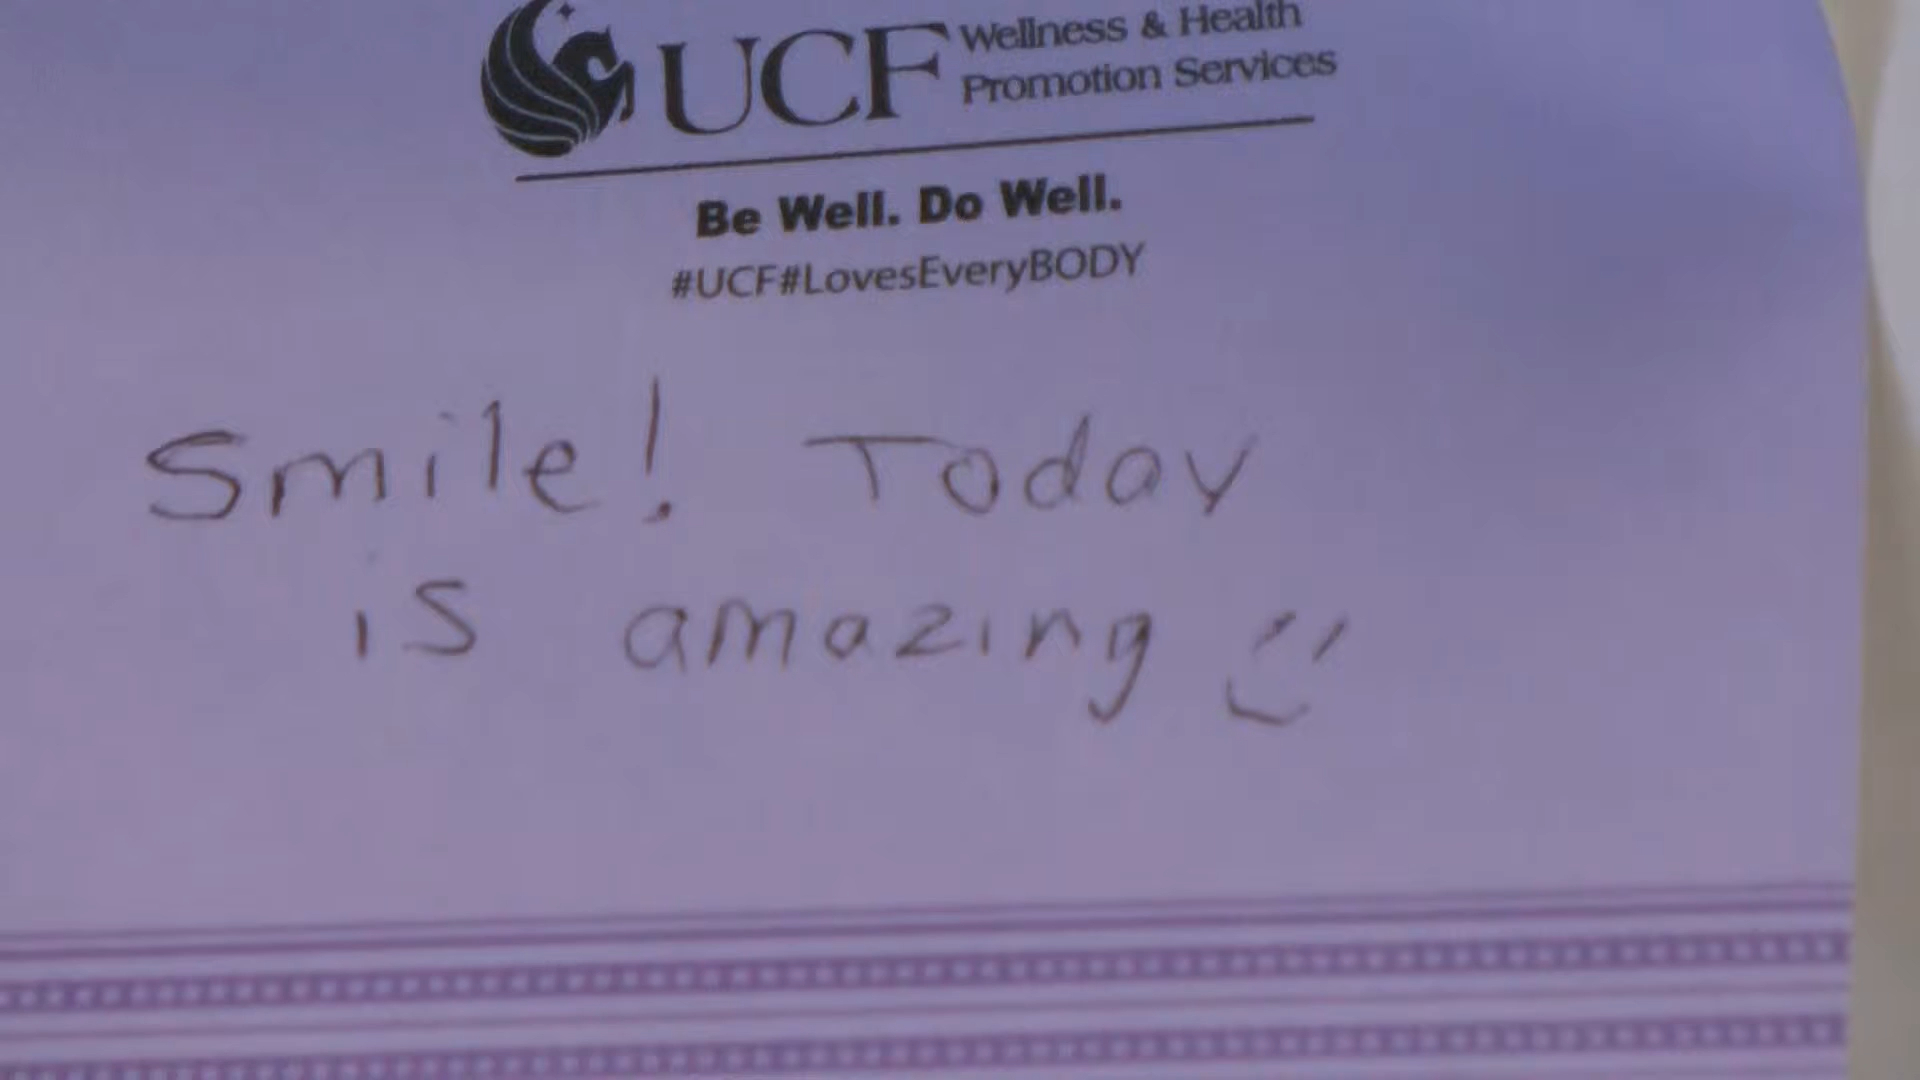 UCF Wellness & Health
Promotion Services
Be Well. Do Well.
#UCF#LovesEveryBODY
Smile! Today
is amazing